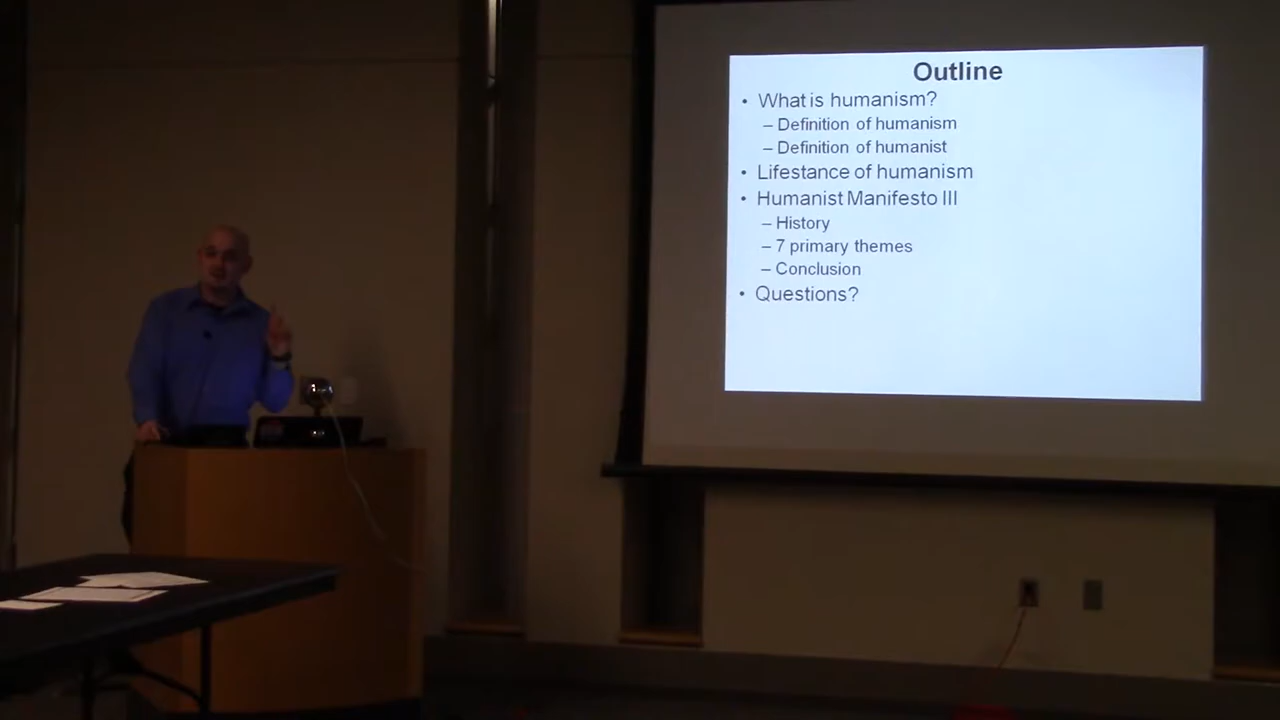 Outline
• What is humanism?
– Definition of humanism
– Definition of humanist
• Lifestance of humanism
• Humanist Manifesto III
– History
– 7 primary themes
– Conclusion
• Questions?